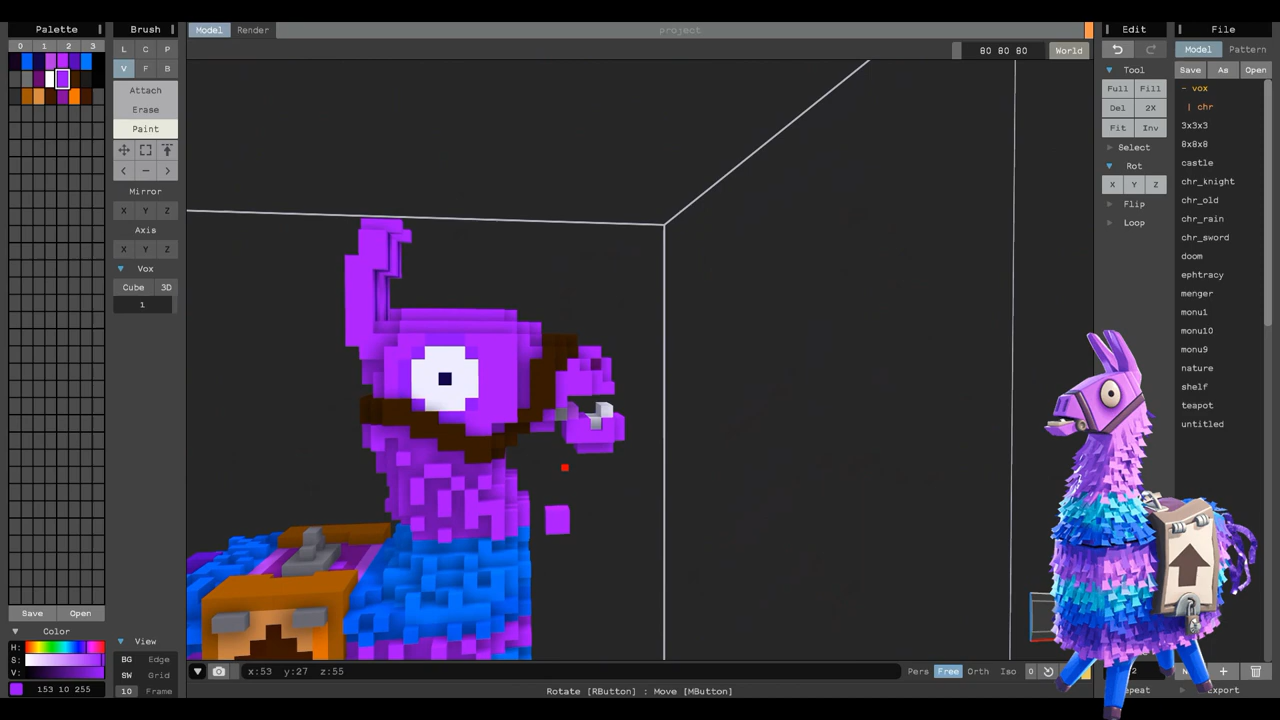 Palette
Brush
Model Render
project
Edit
File
0 1 2 3
L C P
80 80 80 World
Model Pattern
V F B
Tool
Save As Open
Attach
Full Fill
- vox
Erase
Del 2X
| chr
Paint
Fit Inv
3x3x3
Select
8x8x8
Rot
castle
< - >
X Y Z
chr_knight
Mirror
Flip
chr_old
X Y Z
Loop
chr_rain
Axis
chr_sword
X Y Z
doom
Vox
ephtracy
Cube 3D
menger
1
monu1
monu10
monu9
nature
shelf
teapot
untitled
Save Open
Color
H:
S:
V:
153 10 255
View
BG Edge
SW Grid
10 Frame
x:53 y:27 z:55
Pers Free Orth Iso 0
+
Rotate [RButton] : Move [MButton]
Export